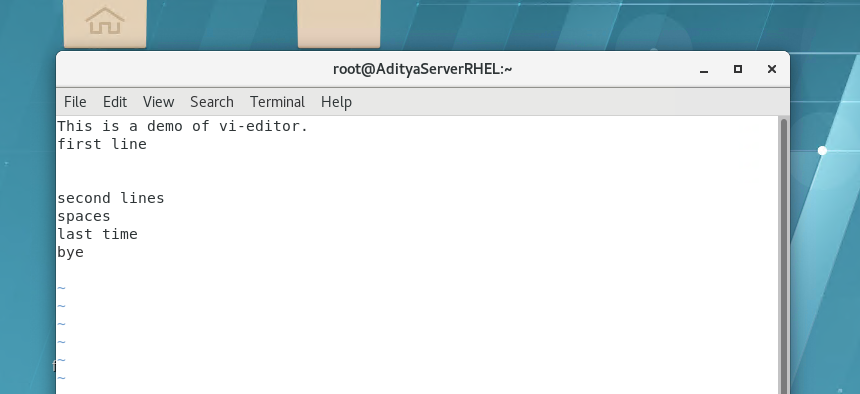 root@AdityaServerRHEL:~
File Edit View Search Terminal Help
This is a demo of vi-editor.
first line
second lines
spaces
last time
bye
~
~
~
~
~
~